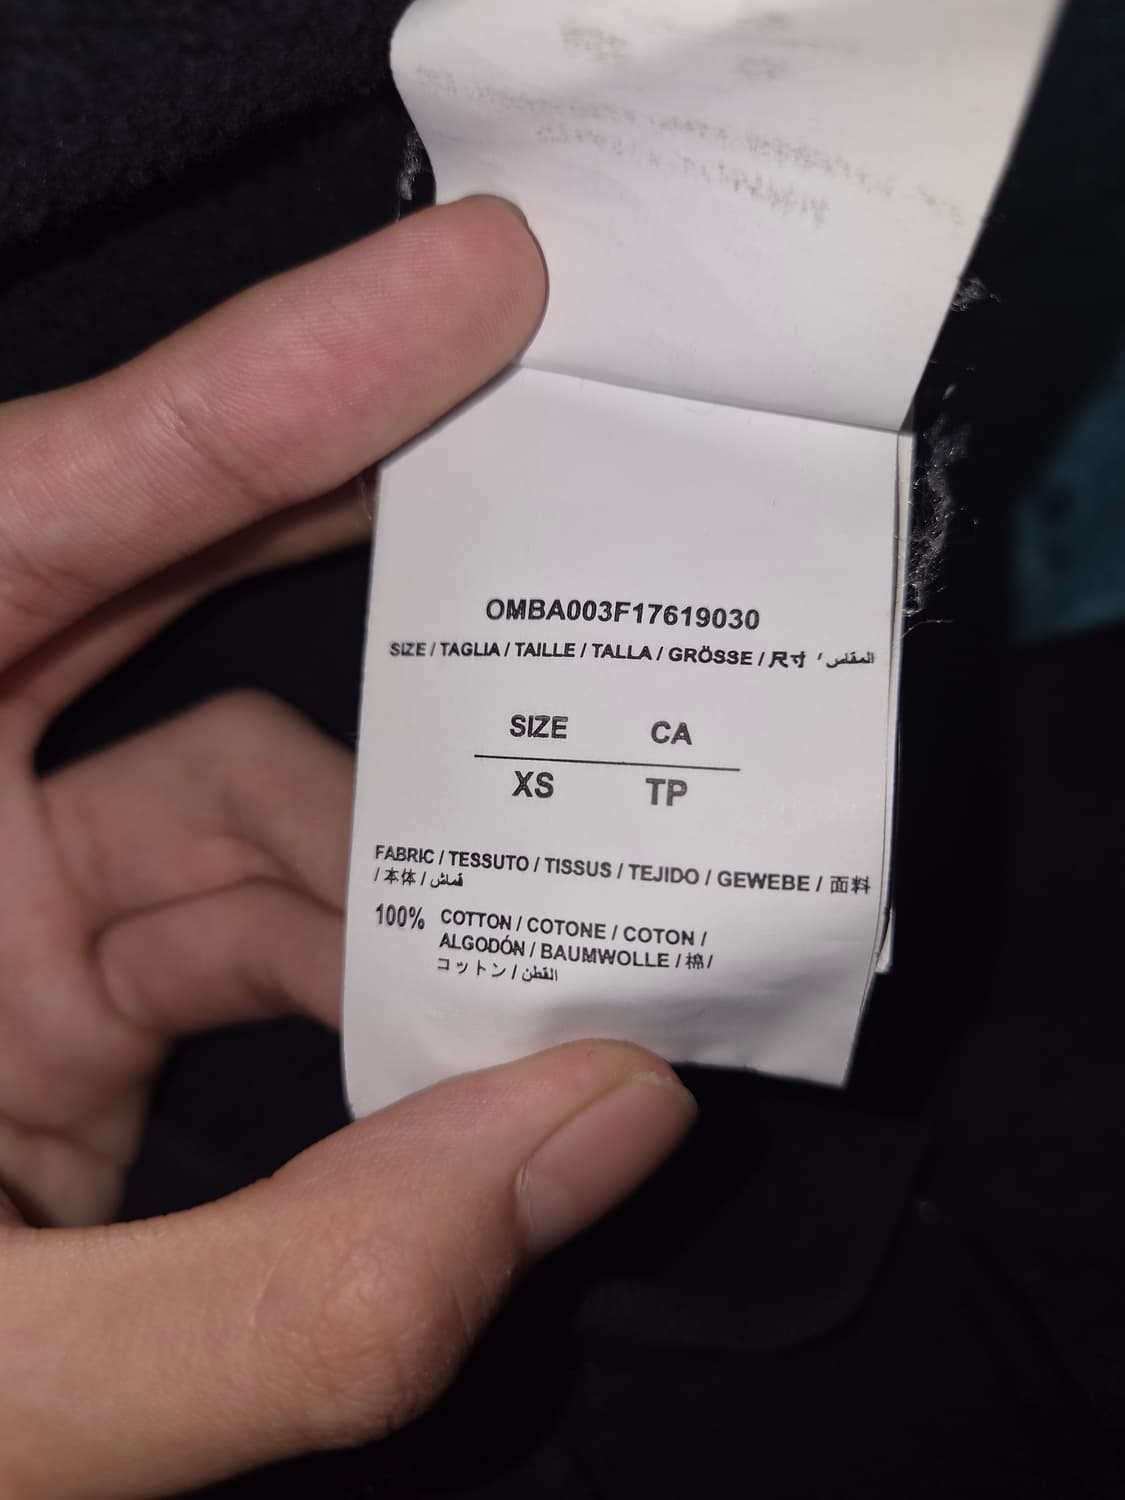 OMBA003F17619030
SIZE / TAGLIA / TAILLE / TALLA / GRÖSSE / 尺寸 / المقاس
SIZE CA
XS TP
FABRIC / TESSUTO / TISSUS / TEJIDO / GEWEBE / 面料
/ 本体 / قماش
100% COTTON / COTONE / COTON /
ALGODÓN / BAUMWOLLE / 棉 /
コットン / القطن